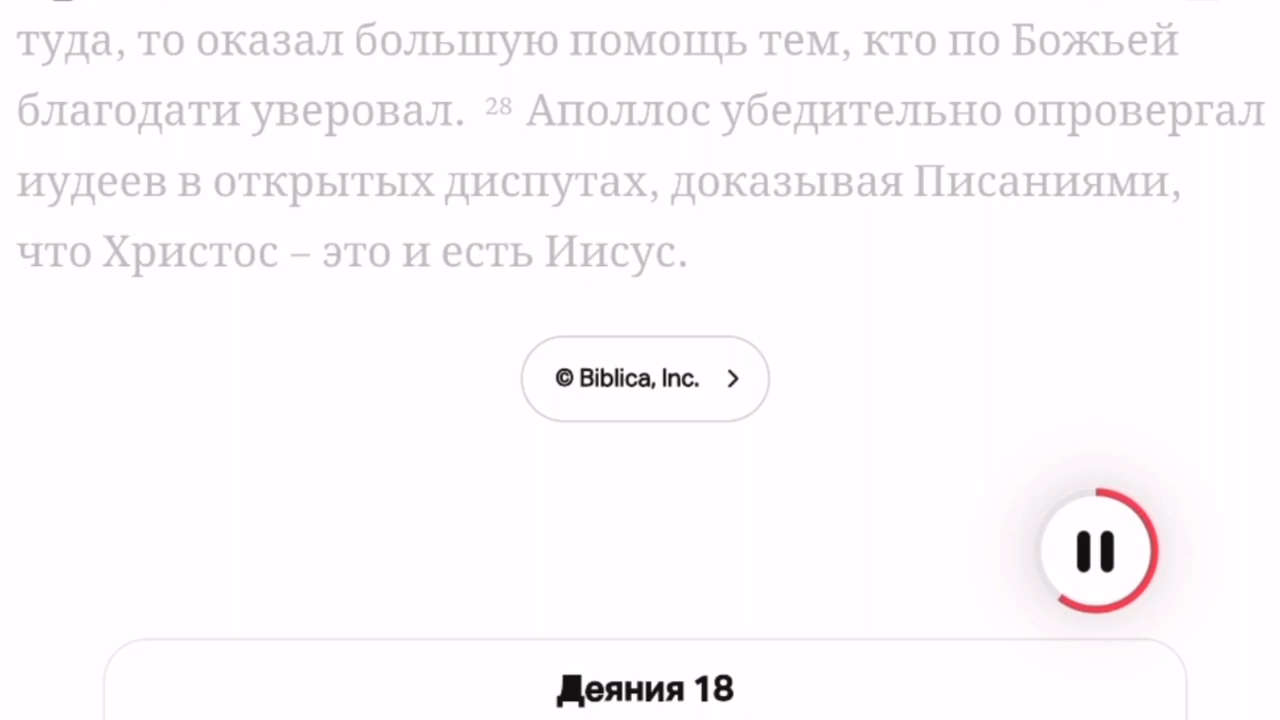 туда, то оказал большую помощь тем, кто по Божьей
благодати уверовал. 28 Аполлос убедительно опровергал
иудеев в открытых диспутах, доказывая Писаниями,
что Христос – это и есть Иисус.
© Biblica, Inc.
Деяния 18